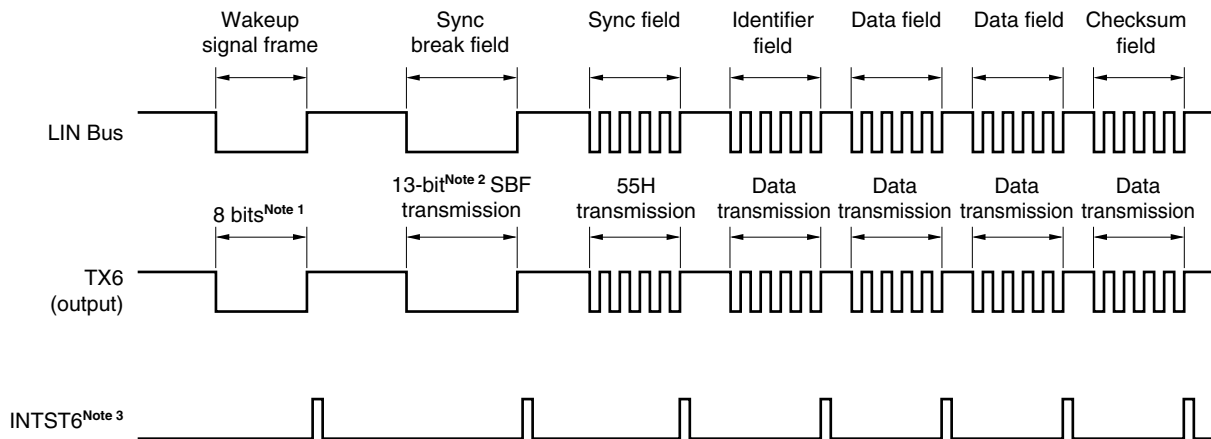 Wakeup
signal frame
Sync
break field
Sync field
Identifier
field
Data field
Data field
Checksum
field
LIN Bus
8 bitsNote 1
13-bitNote 2 SBF
transmission
55H
transmission
Data
transmission
Data
transmission
Data
transmission
Data
transmission
TX6
(output)
INTST6Note 3